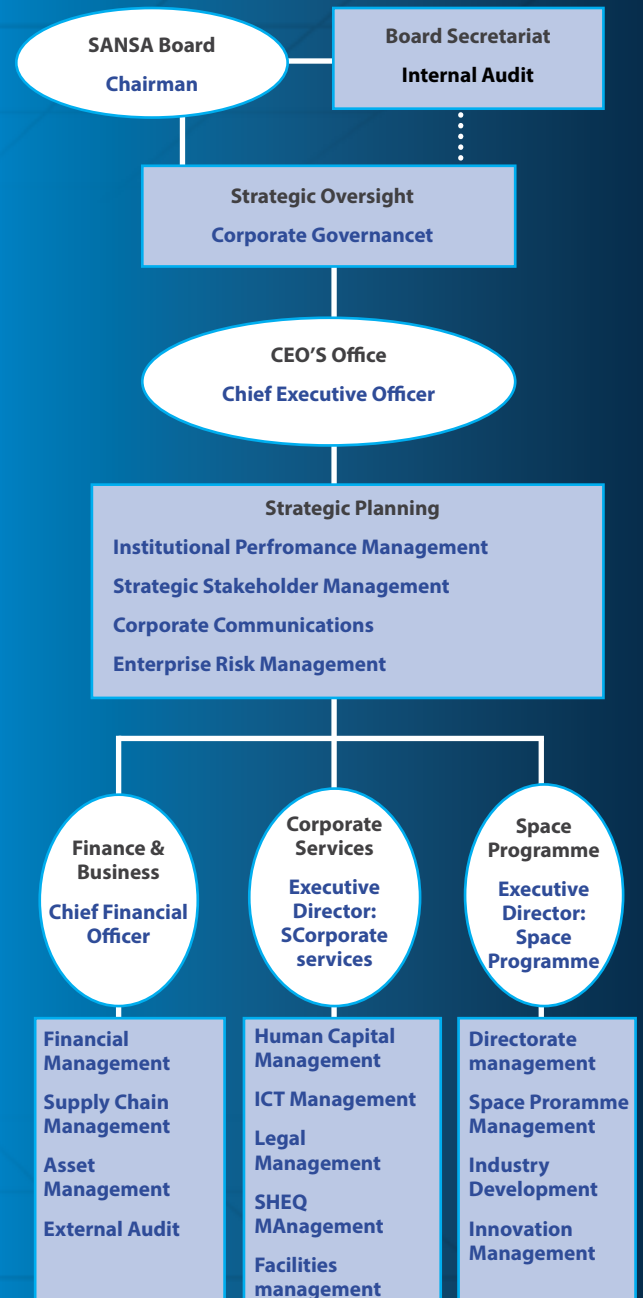 SANSA Board
Chairman
Board Secretariat
Internal Audit
Strategic Oversight
Corporate Governancet
CEO'S Office
Chief Executive Officer
Strategic Planning
Institutional Perfromance Management
Strategic Stakeholder Management
Corporate Communications
Enterprise Risk Management
Finance &
Business
Chief Financial
Officer
Corporate
Services
Executive
Director:
SCorporate
services
Space
Programme
Executive
Director:
Space
Programme
Financial
Management
Supply Chain
Management
Asset
Management
External Audit
Human Capital
Management
ICT Management
Legal
Management
SHEQ
MAnagement
Facilities
management
Directorate
management
Space Proramme
Management
Industry
Development
Innovation
Management